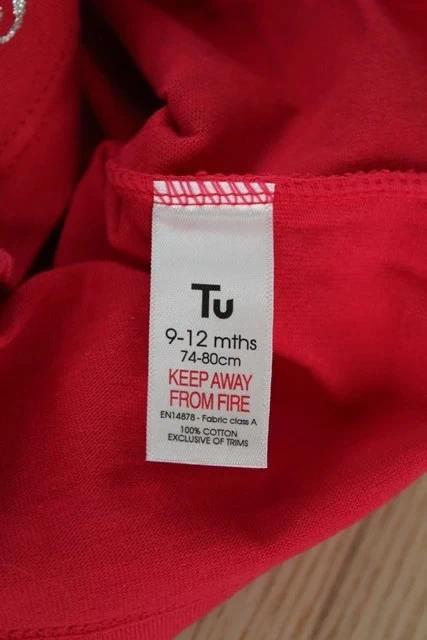 Tu
9-12 mths
74-80cm
KEEP AWAY
FROM FIRE
EN14878 - Fabric class A
100% COTTON
EXCLUSIVE OF TRIMS